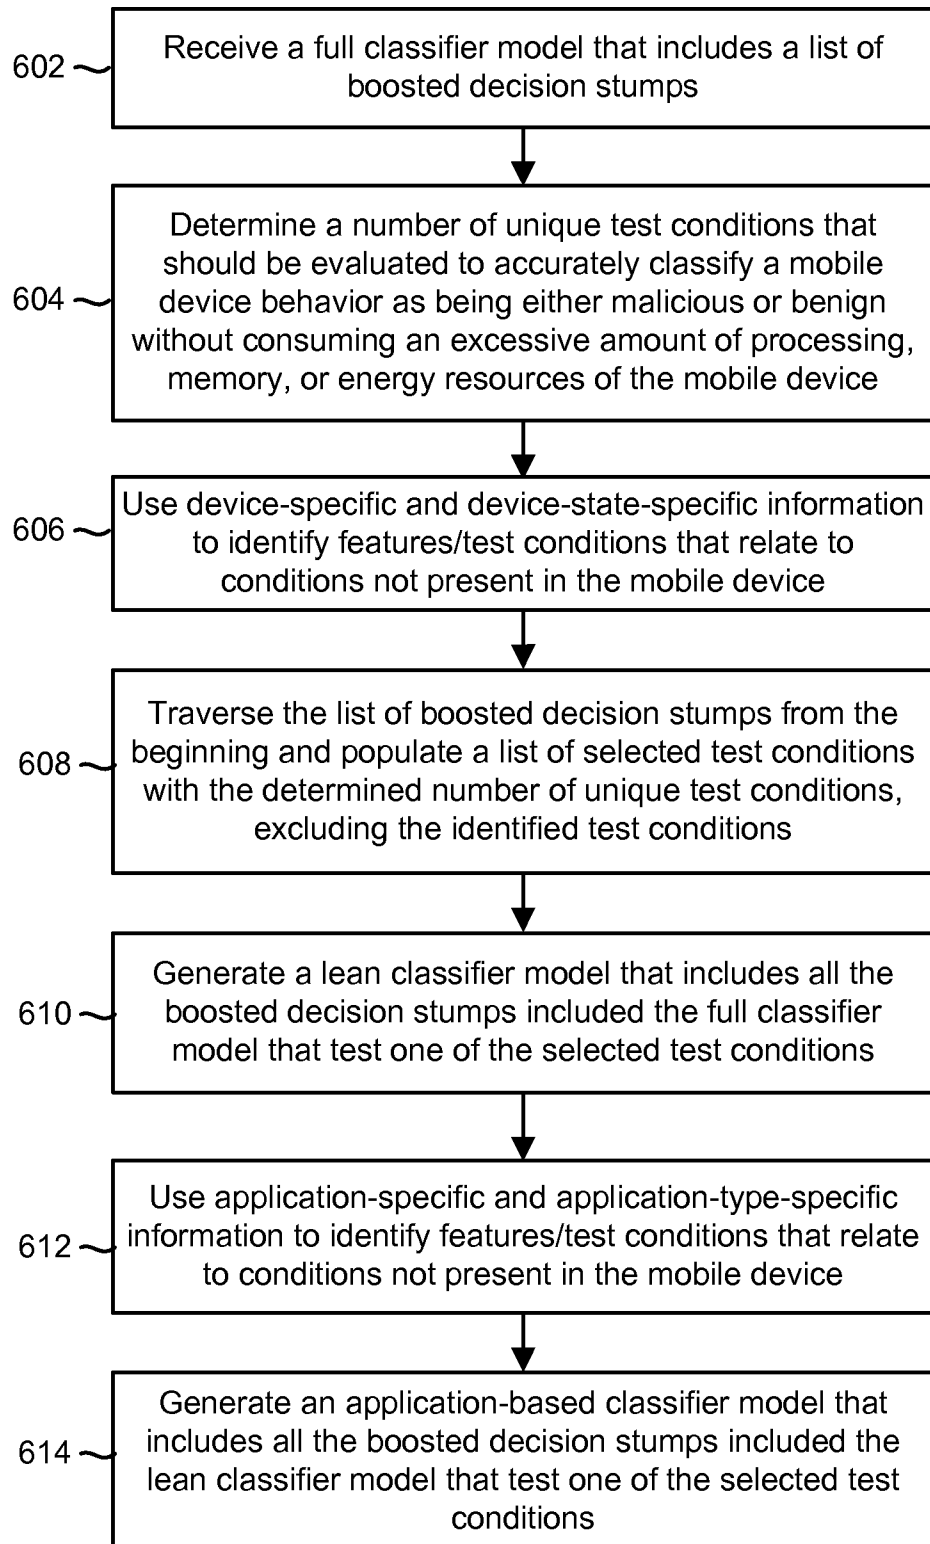 602
Receive a full classifier model that includes a list of
boosted decision stumps
604
Determine a number of unique test conditions that
should be evaluated to accurately classify a mobile
device behavior as being either malicious or benign
without consuming an excessive amount of processing,
memory, or energy resources of the mobile device
606
Use device-specific and device-state-specific information
to identify features/test conditions that relate to
conditions not present in the mobile device
608
Traverse the list of boosted decision stumps from the
beginning and populate a list of selected test conditions
with the determined number of unique test conditions,
excluding the identified test conditions
610
Generate a lean classifier model that includes all the
boosted decision stumps included the full classifier
model that test one of the selected test conditions
612
Use application-specific and application-type-specific
information to identify features/test conditions that relate
to conditions not present in the mobile device
614
Generate an application-based classifier model that
includes all the boosted decision stumps included the
lean classifier model that test one of the selected test
conditions